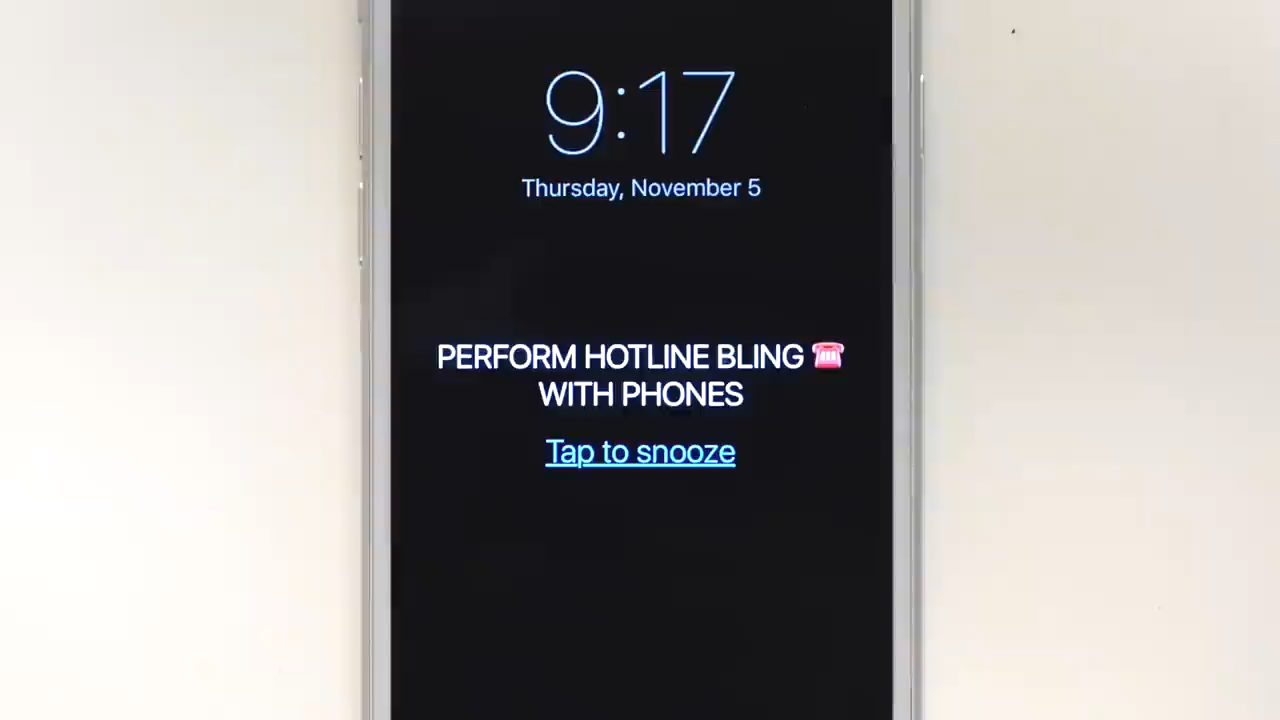 9:17
Thursday, November 5
PERFORM HOTLINE BLING ☎️
WITH PHONES
Tap to snooze